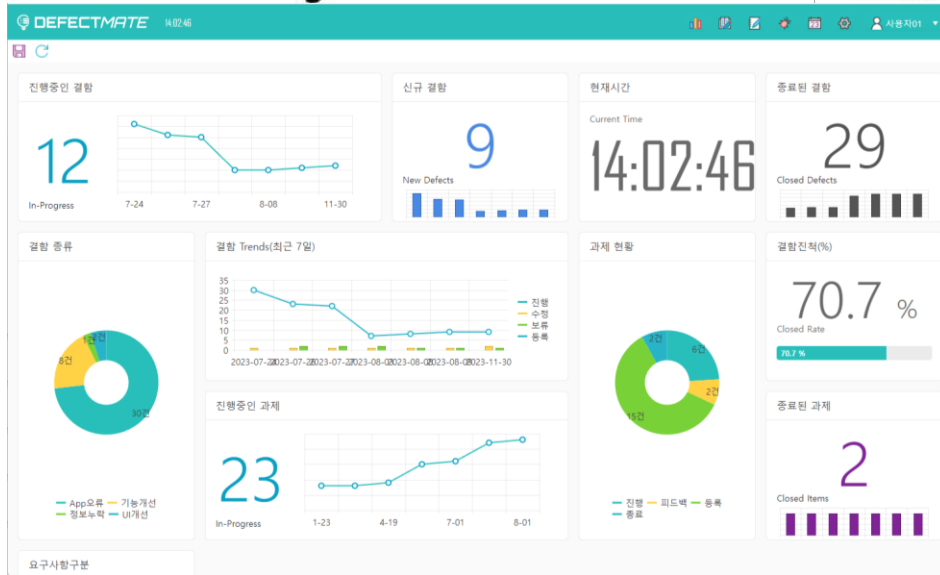 DEFECTMATE 14:02:46
23 사용자01
진행중인 결함
12
In-Progress
7-24 7-27 8-08 11-30
신규 결함
9
New Defects
현재시간
Current Time
14:02:46
종료된 결함
29
Closed Defects
결함 종류
8건
30건
App오류 기능개선
정보누락 UI개선
결함 Trends(최근 7일)
35
30
25
20
15
10
5
0
진행
수정
보류
등록
2023-11-30
진행중인 과제
23
In-Progress
1-23 4-19 7-01 8-01
과제 현황
2건
6건
2건
15건
진행 피드백 등록
종료
결함진척(%)
70.7 %
Closed Rate
70.7 %
종료된 과제
2
Closed Items
요구사항구분